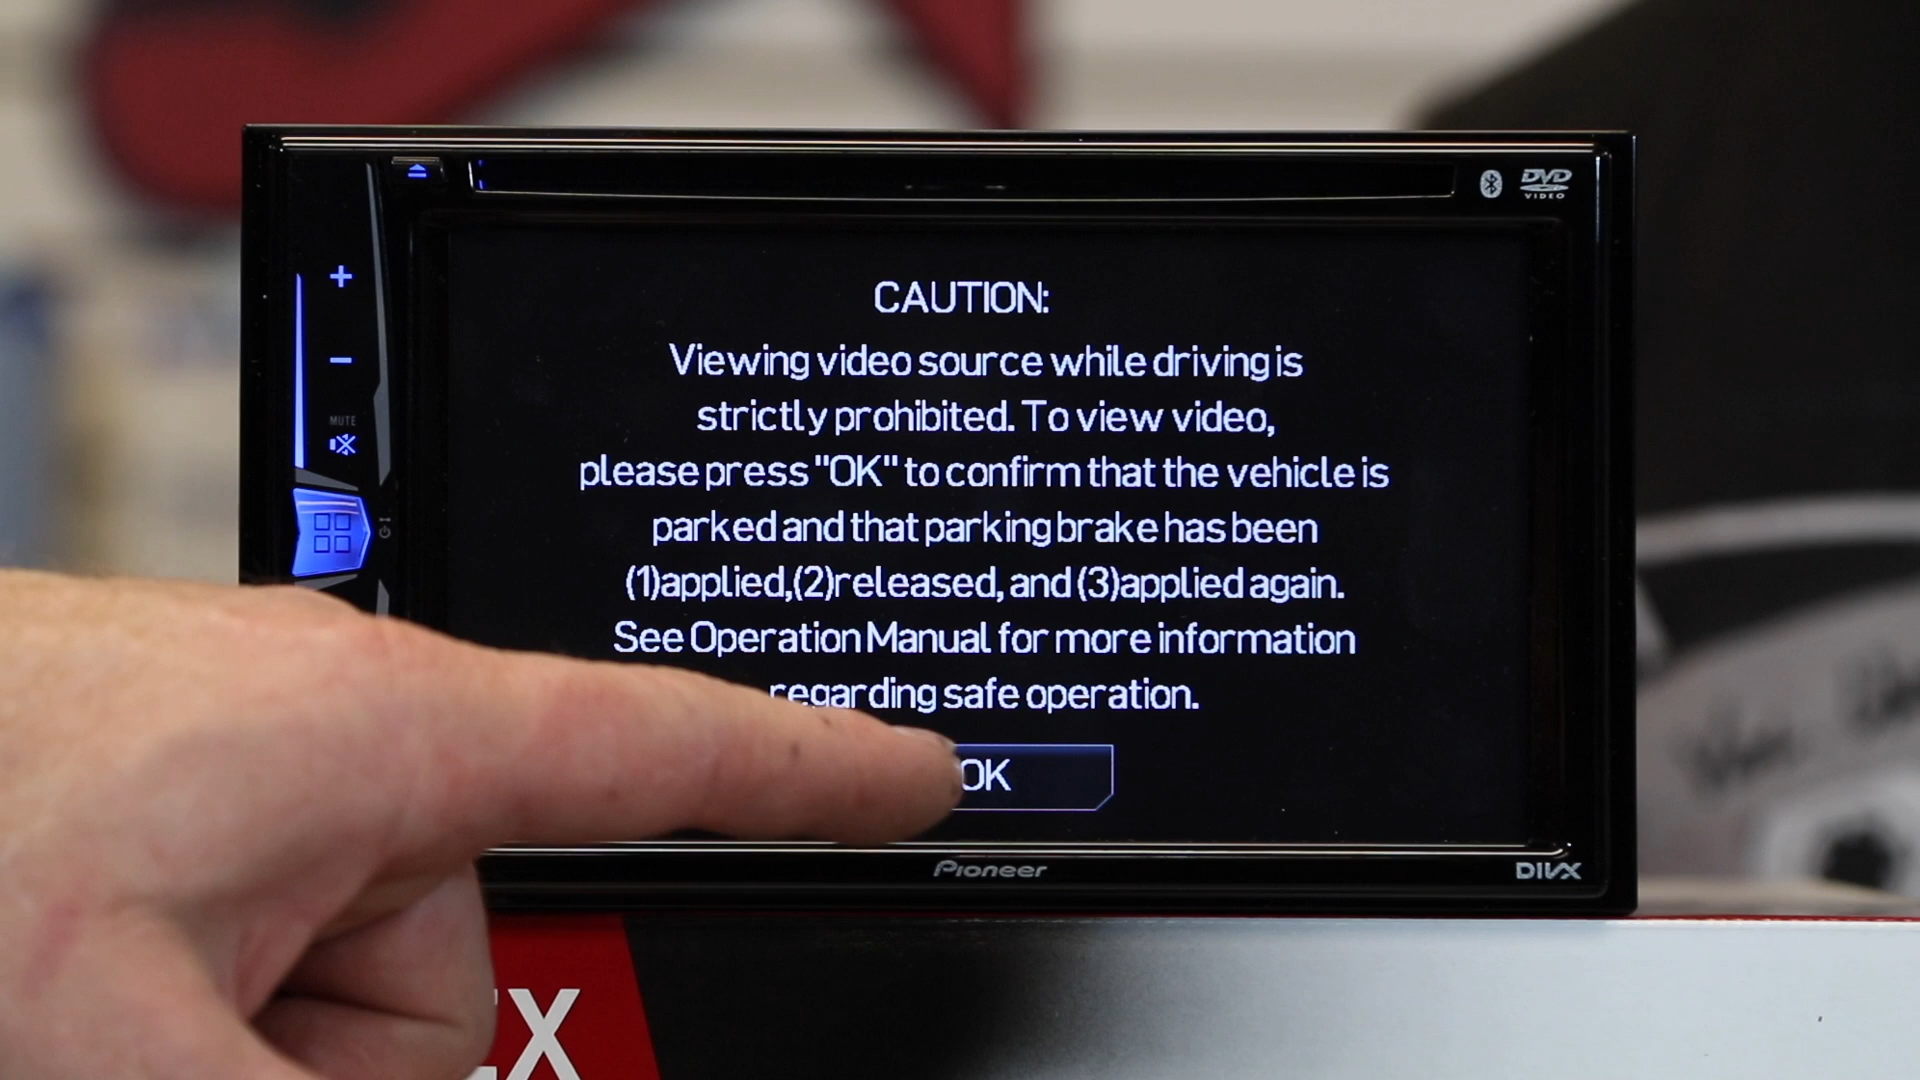 DVD
VIDEO
CAUTION:
MUTE
Viewing video source while driving is
strictly prohibited. To view video,
please press "OK" to confirm that the vehicle is
parked and that parking brake has been
(1)applied,(2)released, and (3)applied again.
See Operation Manual for more information
regarding safe operation.
OK
Pioneer
DIVX
X